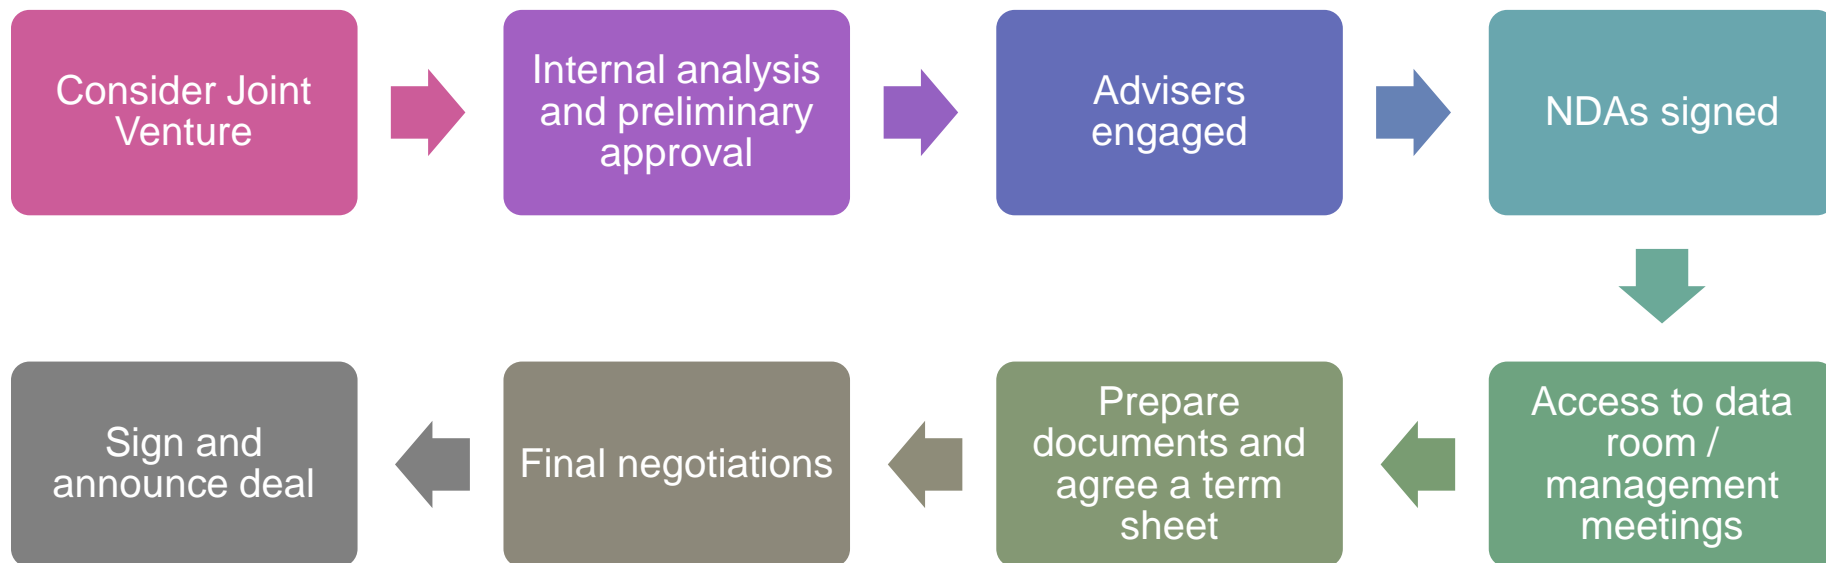 Consider Joint
Venture
Internal analysis
and preliminary
approval
Advisers
engaged
NDAs signed
Access to data
room /
management
meetings
Prepare
documents and
agree a term
sheet
Final negotiations
Sign and
announce deal